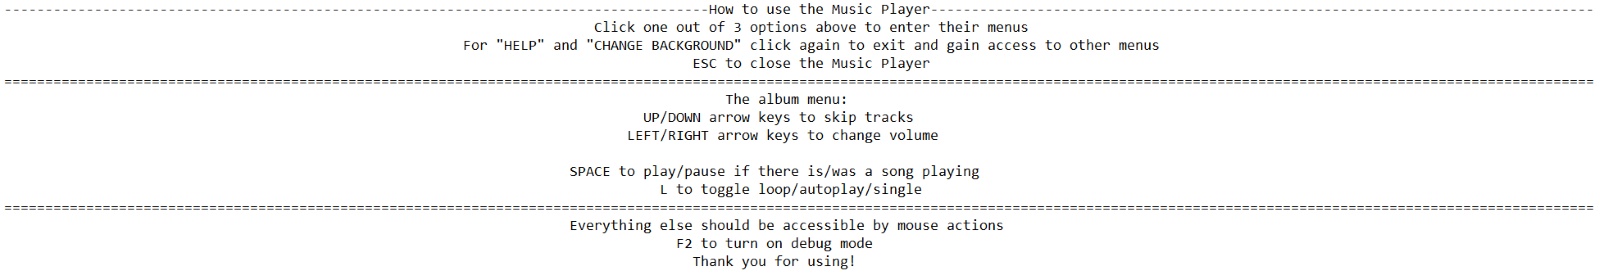 --------------------------------------------------------------------------------------How to use the Music Player---------------------------------------------------------------------------------
Click one out of 3 options above to enter their menus
For "HELP" and "CHANGE BACKGROUND" click again to exit and gain access to other menus
ESC to close the Music Player
==================================================================================================================================================================================================
The album menu:
UP/DOWN arrow keys to skip tracks
LEFT/RIGHT arrow keys to change volume
SPACE to play/pause if there is/was a song playing
L to toggle loop/autoplay/single
==================================================================================================================================================================================================
Everything else should be accessible by mouse actions
F2 to turn on debug mode
Thank you for using!